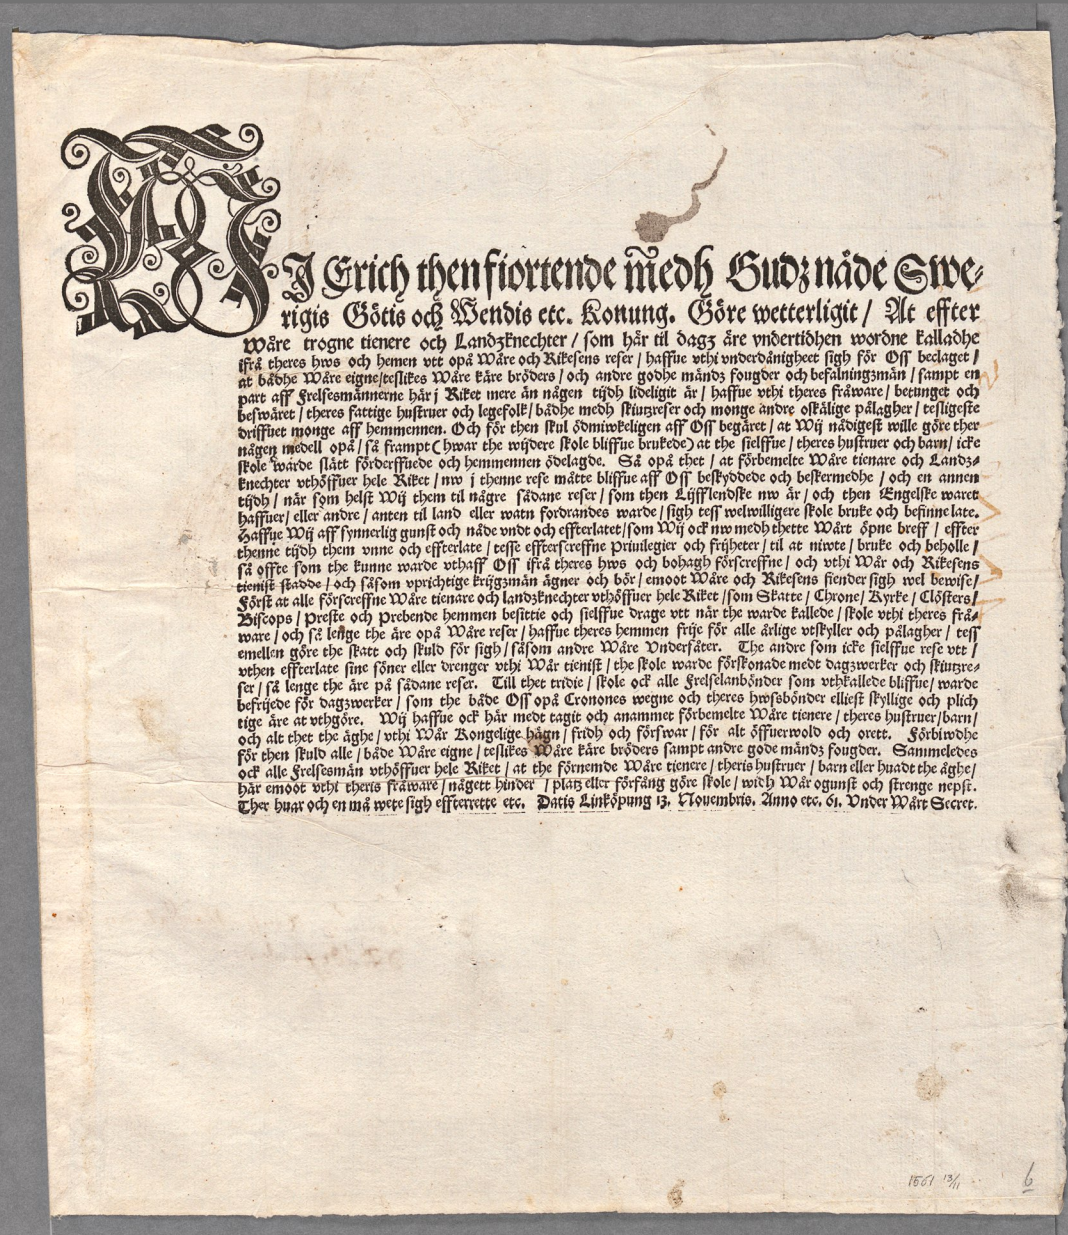 WJ Erich then fiortende medh Gudz nåde Swe-
rigis Götis och Wendis etc. Konung. Göre wetterligit / At effter
Wåre trogne tienere och Landzknechter / som här til dagz äre vndertidhen wordne kalladhe
ifrå theres hws och hemen vtt opå Wåre och Rikesens reser / haffue vthi vnderdånigheet sigh för Oss beclaget /
at bådhe Wåre eigne / teslikes Wåre käre bröders / och andre godhe mändz fougder och befalningzmän / sampt en
part aff Frelsesmännerne här j Riket mere än någen tijdh lideligit är / haffue vthi theres fråware / betunget och
beswäret / theres fattige hustruer och legefolk / bådhe medh skiutzreser och monge andre oskälige pålagher / tesligeste
driffuet monge aff hemmennen. Och för then skul ödmiwkeligen aff Oss begäret / at Wij nådigest wille göre ther
någen medell opå / så frampt (hwar the wijdere skole bliffue brukede) at the sielffue / theres hustruer och barn / icke
skole warde slätt förderffuede och hemmennen ödelagde. Så opå thet / at förbemelte Wåre tienare och Landz-
knechter vthöffuer hele Riket / nw j thenne rese måtte bliffue aff Oss beskyddede och beskermedhe / och en annen
tijdh / när som helst Wij them til någre sådane reser / som then Lijfflendske nw är / och then Engelske waret
haffuer / eller andre / anten til land eller watn fordrandes warde / sigh tess welwilligere skole bruke och befinne late.
Haffue Wij aff synnerlig gunst och nåde vndt och effterlatet / som Wij ock nw medh thette Wårt öpne breff / effter
thenne tijdh them vnne och effterlate / tesse effterscreffne Priuilegier och frijheter / til at niwte / bruke och beholle /
så offte som the kunne warde vthaff Oss ifrå theres hws och bohagh förscreffne / och vthi Wår och Rikesens
tienist stadde / och såsom vprichtige krijgzmän ägner och bör / emoot Wåre och Rikesens fiender sigh wel bewise /
Först at alle förscreffne Wåre tienare och landzknechter vthöffuer hele Riket / som Skatte / Chrone / Kyrke / Clösters /
Biscops / Preste och Prebende hemmen besittie och sielffue drage vtt när the warde kallede / skole vthi theres frå-
ware / och så lenge the äre opå Wåre reser / haffue theres hemmen frije för alle årlige vtskyller och pålagher / tess
emellen göre the skatt och skuld för sigh / såsom andre Wåre Vndersåter. The andre som icke sielffue rese vtt /
vthen effterlate sine söner eller drenger vthi Wår tienist / the skole warde förskonade medt dagzwerker och skiutzre-
ser / så lenge the äre på sådane reser. Till thet tridie / skole ock alle Frelselanbönder som vthkallede bliffue / warde
befrijede för dagzwerker / som the både Oss opå Cronones wegne och theres hwsfbönder elliest skyllige och plich
tige äre at vthgöre. Wij haffue ock här medt tagit och anammet förbemelte Wåre tienere / theres hustruer / barn /
och alt thet the äghe / vthi Wår Kongelige hägn / fridh och förswar / för alt öffuerwold och orett. Förbiwdhe
för then skuld alle / både Wåre eigne / teslikes Wåre käre bröders sampt andre gode mändz fougder. Sammeledes
ock alle Frelsesmän vthöffuer hele Riket / at the förnemde Wåre tienere / theris hustruer / barn eller huadt the äghe /
här emoot vthi theris fråware / någett hinder / platz eller förfång göre skole / widh Wår ogunst och strenge nepst.
Ther huar och en må wete sigh effterrette etc. Datis Linköpung 13. Nouembris. Anno etc. 61. Vnder Wårt Secret.
1561 13/11
6